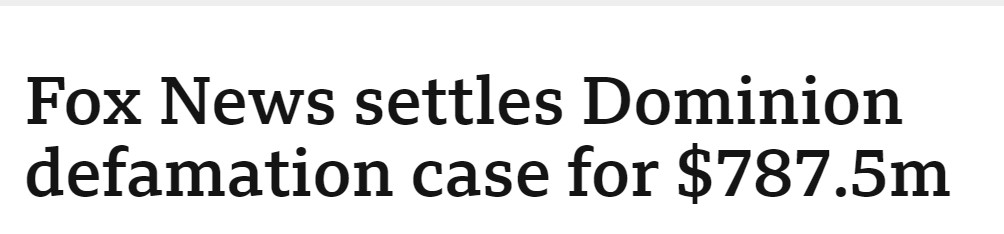 Fox News settles Dominion
defamation case for $787.5m